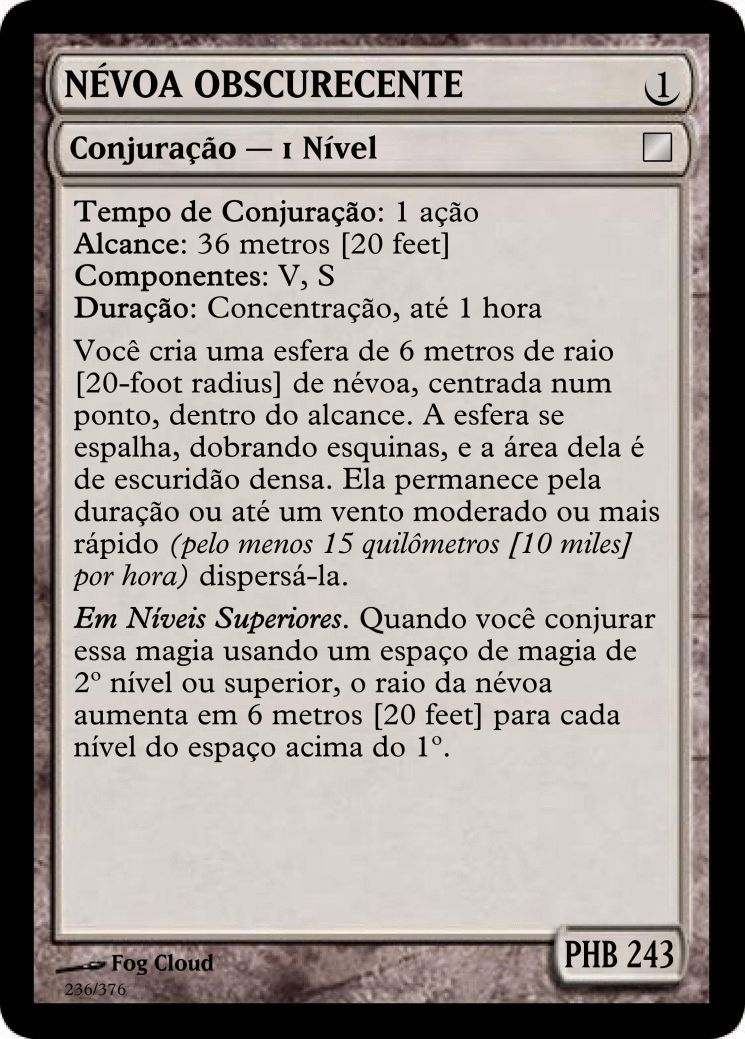 NÉVOA OBSCURECENTE
1
Conjuração — 1 Nível
Tempo de Conjuração: 1 ação
Alcance: 36 metros [20 feet]
Componentes: V, S
Duração: Concentração, até 1 hora
Você cria uma esfera de 6 metros de raio
[20-foot radius] de névoa, centrada num
ponto, dentro do alcance. A esfera se
espalha, dobrando esquinas, e a área dela é
de escuridão densa. Ela permanece pela
duração ou até um vento moderado ou mais
rápido (pelo menos 15 quilômetros [10 miles]
por hora) dispersá-la.
Em Níveis Superiores. Quando você conjurar
essa magia usando um espaço de magia de
2º nível ou superior, o raio da névoa
aumenta em 6 metros [20 feet] para cada
nível do espaço acima do 1º.
PHB 243
Fog Cloud
236/376